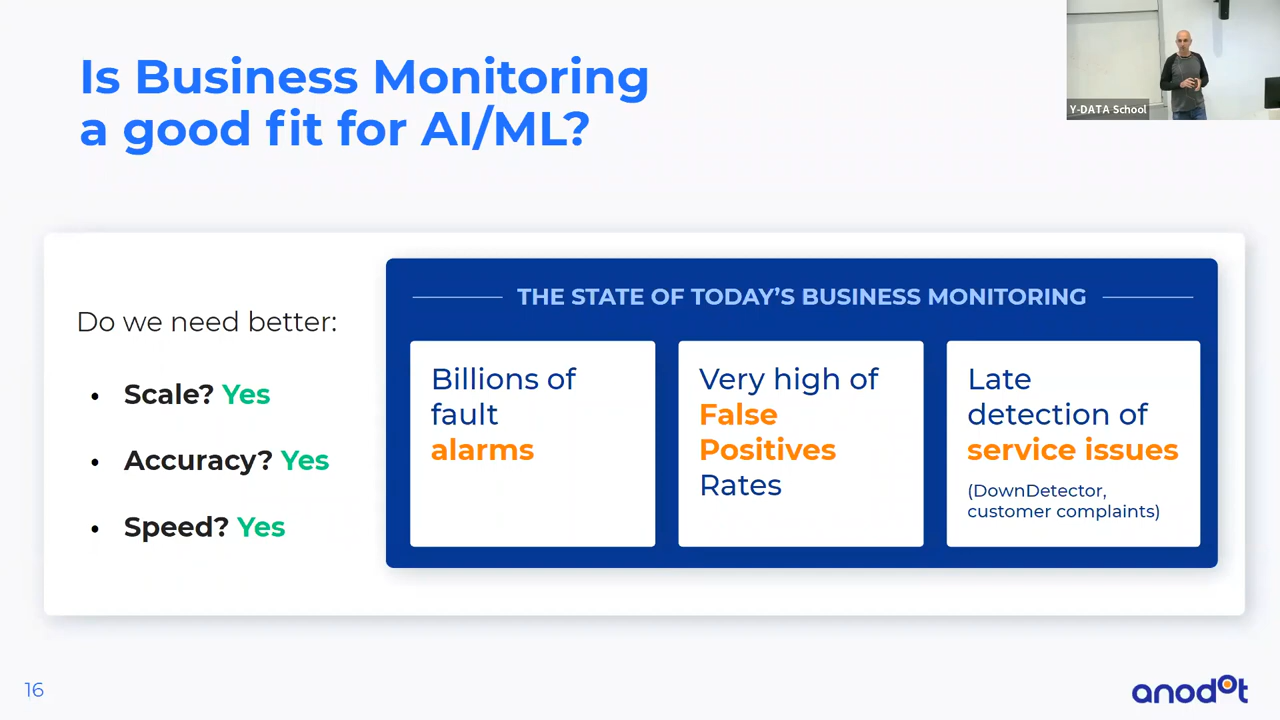 Is Business Monitoring
a good fit for AI/ML?
Y-DATA School
Do we need better:
• Scale? Yes
• Accuracy? Yes
• Speed? Yes
THE STATE OF TODAY'S BUSINESS MONITORING
Billions of
fault
alarms
Very high of
False
Positives
Rates
Late
detection of
service issues
(DownDetector,
customer complaints)
16
anodot